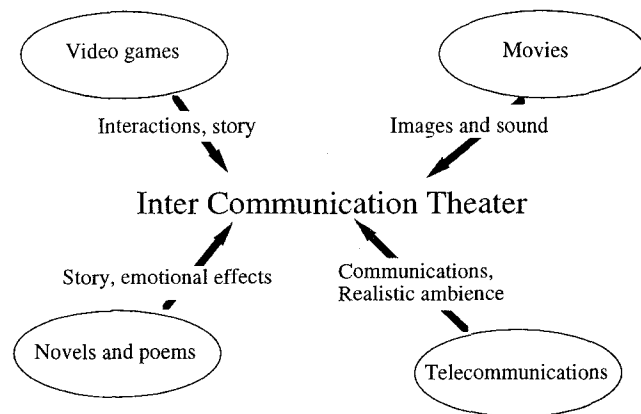 Video games
Movies
Interactions, story
Images and sound
Inter Communication Theater
Story, emotional effects
Communications,
Realistic ambience
Novels and poems
Telecommunications